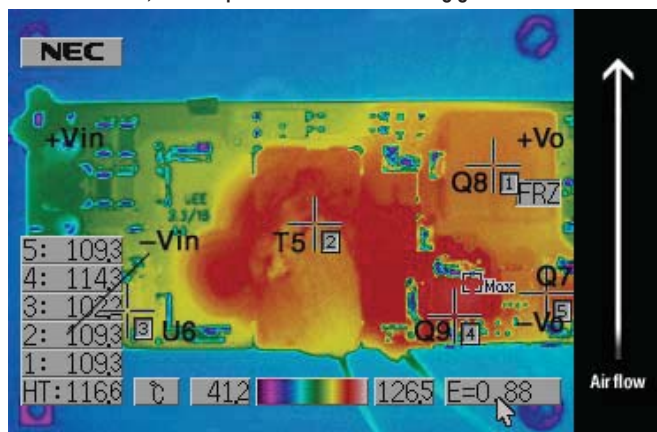 NEC
+Vin
+Vo
Q8
1
FRZ
T5
2
-Vin
5: 109,3
4: 114,3
3: 102,2
2: 109,3
1: 109,3
HT: 116,6
3
U6
Max
Q7
5
-Vo
Q9
4
℃
41,2
126,5
E=0,88
Airflow